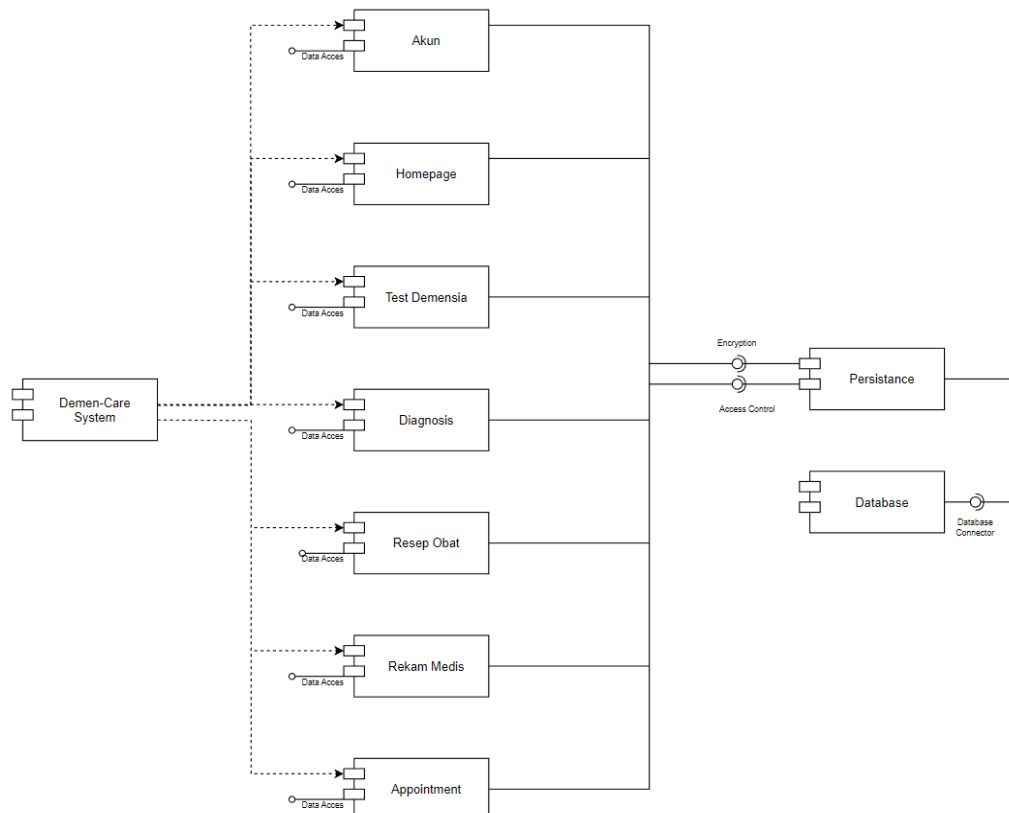 Akun
Data Acces
Homepage
Data Acces
Test Demensia
Data Acces
Encryption
Persistance
Demen-Care
System
Access Control
Diagnosis
Data Acces
Database
Database
Connector
Resep Obat
Data Acces
Rekam Medis
Data Acces
Appointment
Data Acces